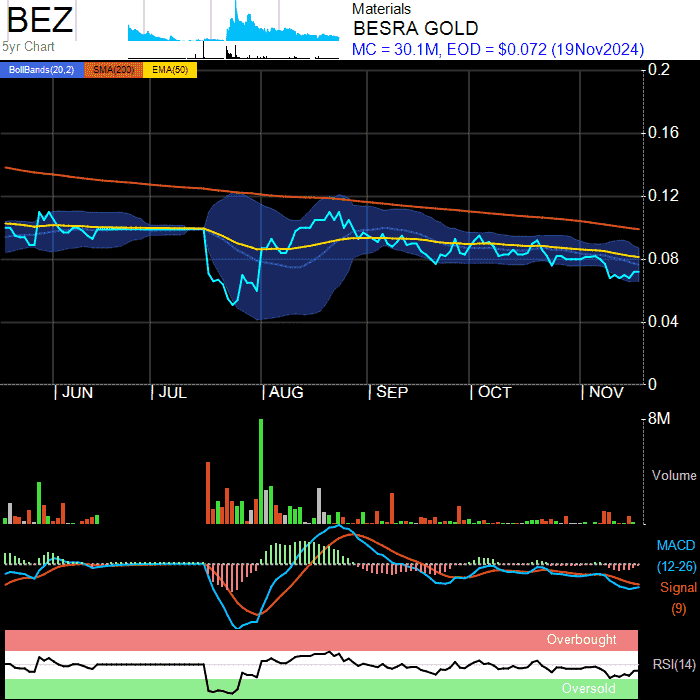 BEZ
5yr Chart
Materials
BESRA GOLD
MC = 30.1M, EOD = $0.072 (19Nov2024)
BollBands(20,2) SMA(200) EMA(50)
0.2
0.16
0.12
0.08
0.04
0
JUN JUL AUG SEP OCT NOV
8M
Volume
MACD
(12-26)
Signal
(9)
Overbought
RSI(14)
Oversold